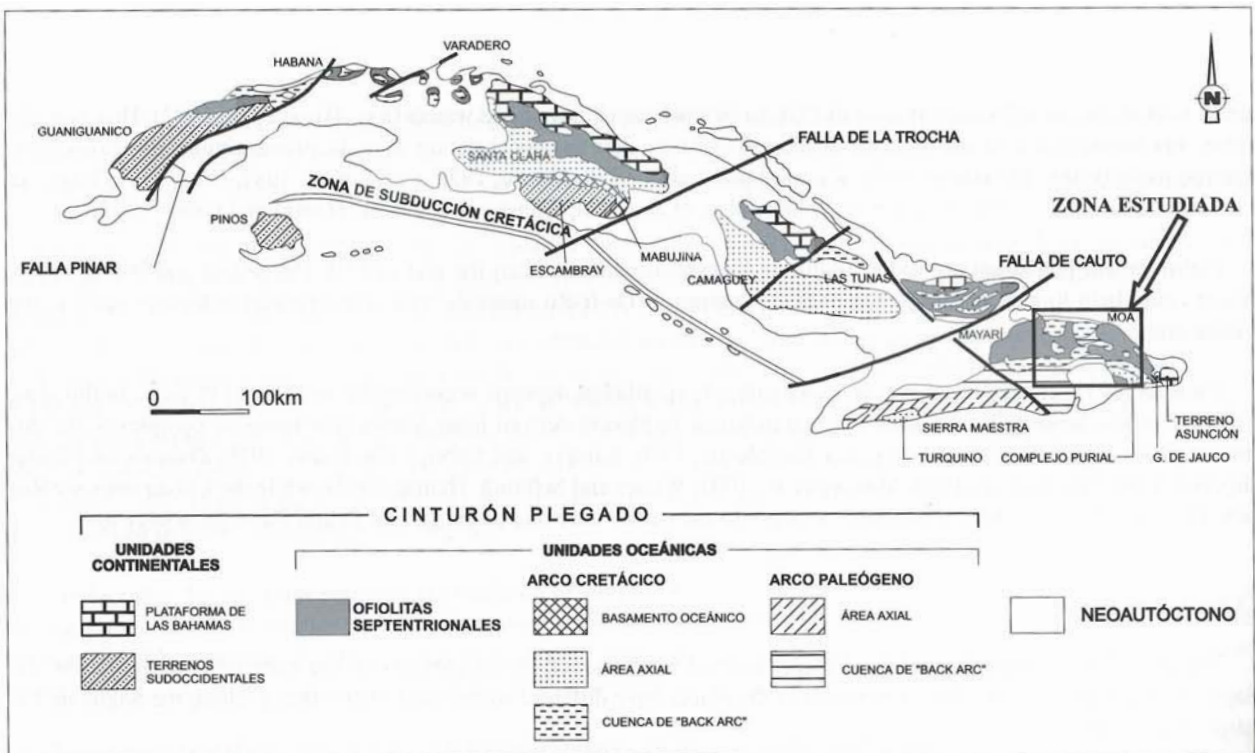 VARADERO
HABANA
N
GUANIGUANICO
FALLA DE LA TROCHA
SANTA CLARA
ZONA DE SUBDUCCIÓN CRETÁCICA
ZONA ESTUDIADA
PINOS
MABUJINA
FALLA PINAR
ESCAMBRAY
CAMAGUEY
LAS TUNAS
FALLA DE CAUTO
MOA
MAYARÍ
0 100km
SIERRA MAESTRA
TERRENO
ASUNCIÓN
TURQUINO
COMPLEJO PURIAL
G. DE JAUCO
CINTURÓN PLEGADO
UNIDADES
CONTINENTALES
UNIDADES OCEÁNICAS
ARCO CRETÁCICO
ARCO PALEÓGENO
PLATAFORMA DE
LAS BAHAMAS
OFIOLITAS
SEPTENTRIONALES
BASAMENTO OCEÁNICO
ÁREA AXIAL
NEOAUTÓCTONO
TERRENOS
SUDOCCIDENTALES
ÁREA AXIAL
CUENCA DE "BACK ARC"
CUENCA DE "BACK ARC"